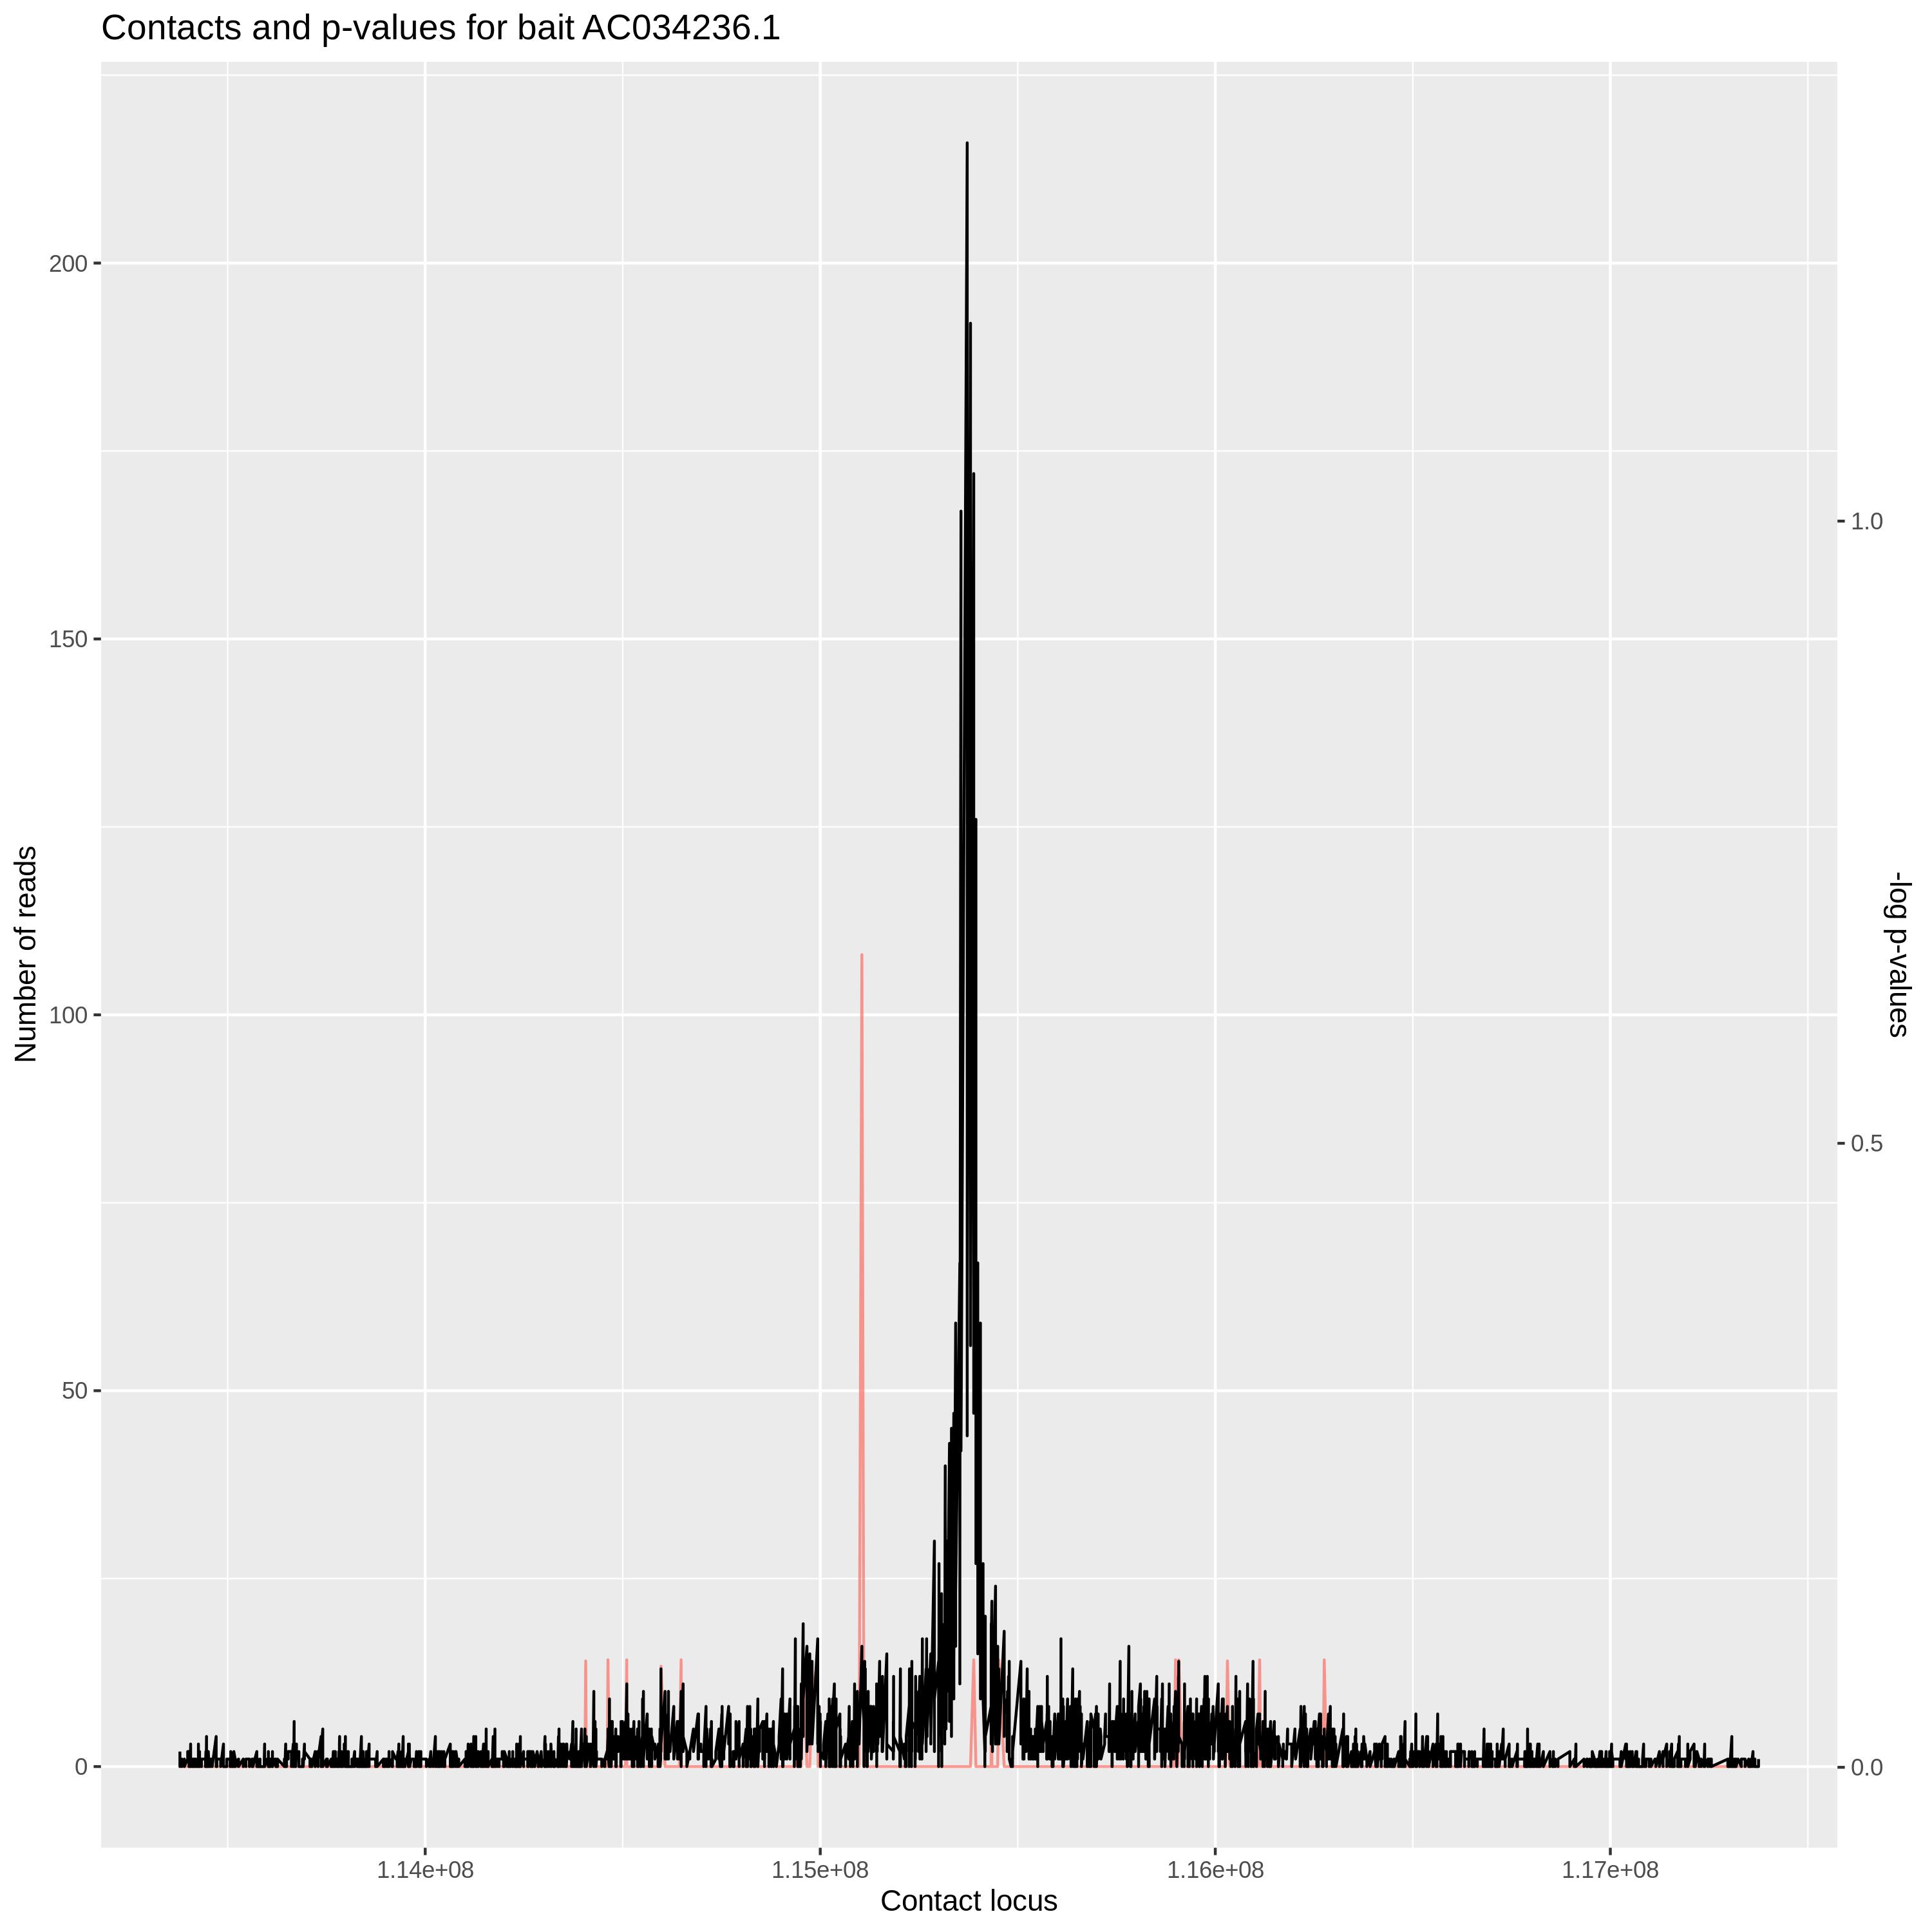 Contacts and p-values for bait AC034236.1
200
150
100
50
0
Number of reads
1.0
0.5
0.0
-log p-values
1.14e+08
1.15e+08
1.16e+08
1.17e+08
Contact locus